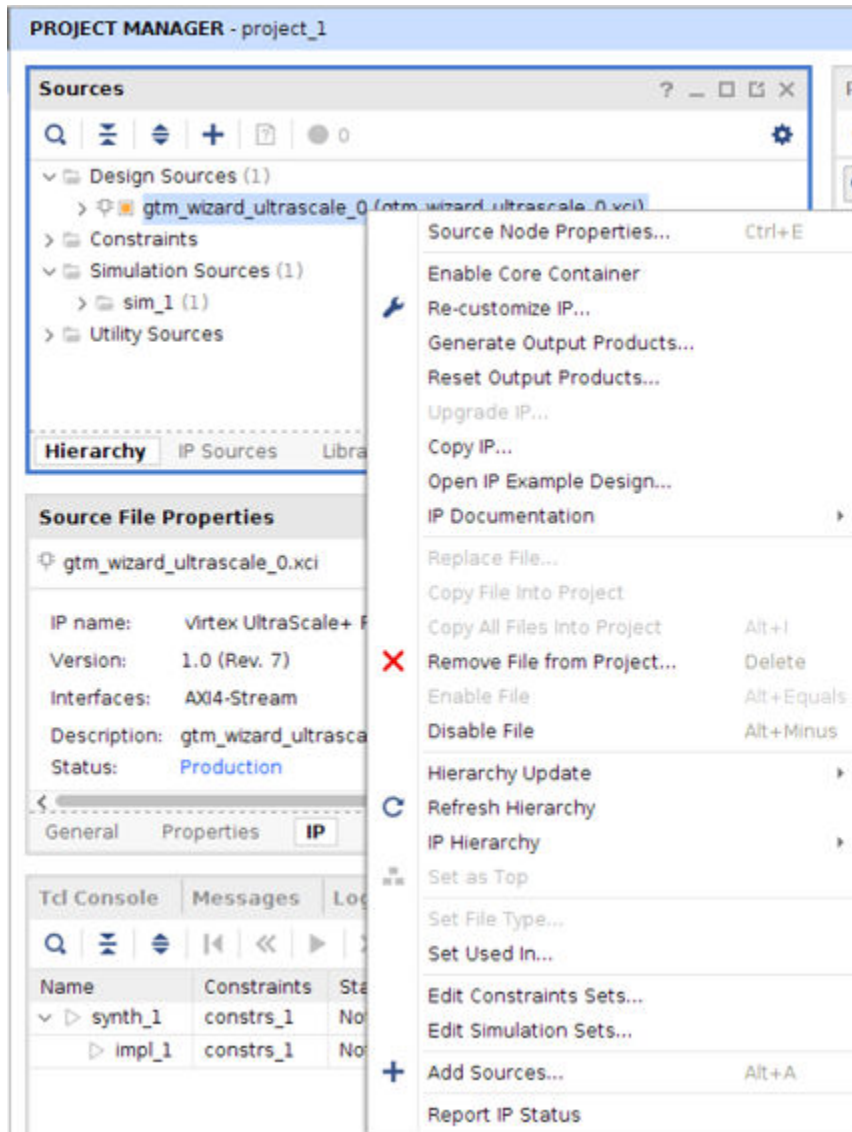 PROJECT MANAGER - project_1
Sources
? _
0
Design Sources (1)
gtm_wizard_ultrascale_0 (gtm_wizard_ultrascale_0.xci)
Constraints
Simulation Sources (1)
sim_1 (1)
Utility Sources
Hierarchy IP Sources Libra
Source File Properties
gtm_wizard_ultrascale_0.xci
IP name: Virtex UltraScale+ F
Version: 1.0 (Rev. 7)
Interfaces: AXI4-Stream
Description: gtm_wizard_ultrasca
Status: Production
General Properties IP
Tcl Console Messages Log
Name Constraints Sta
synth_1 constrs_1 No
impl_1 constrs_1 No
Source Node Properties... Ctrl+E
Enable Core Container
Re-customize IP...
Generate Output Products...
Reset Output Products...
Upgrade IP...
Copy IP...
Open IP Example Design...
IP Documentation
Replace File...
Copy File Into Project
Copy All Files Into Project Alt+I
Remove File from Project... Delete
Enable File Alt+Equals
Disable File Alt+Minus
Hierarchy Update
Refresh Hierarchy
IP Hierarchy
Set as Top
Set File Type...
Set Used In...
Edit Constraints Sets...
Edit Simulation Sets...
Add Sources... Alt+A
Report IP Status